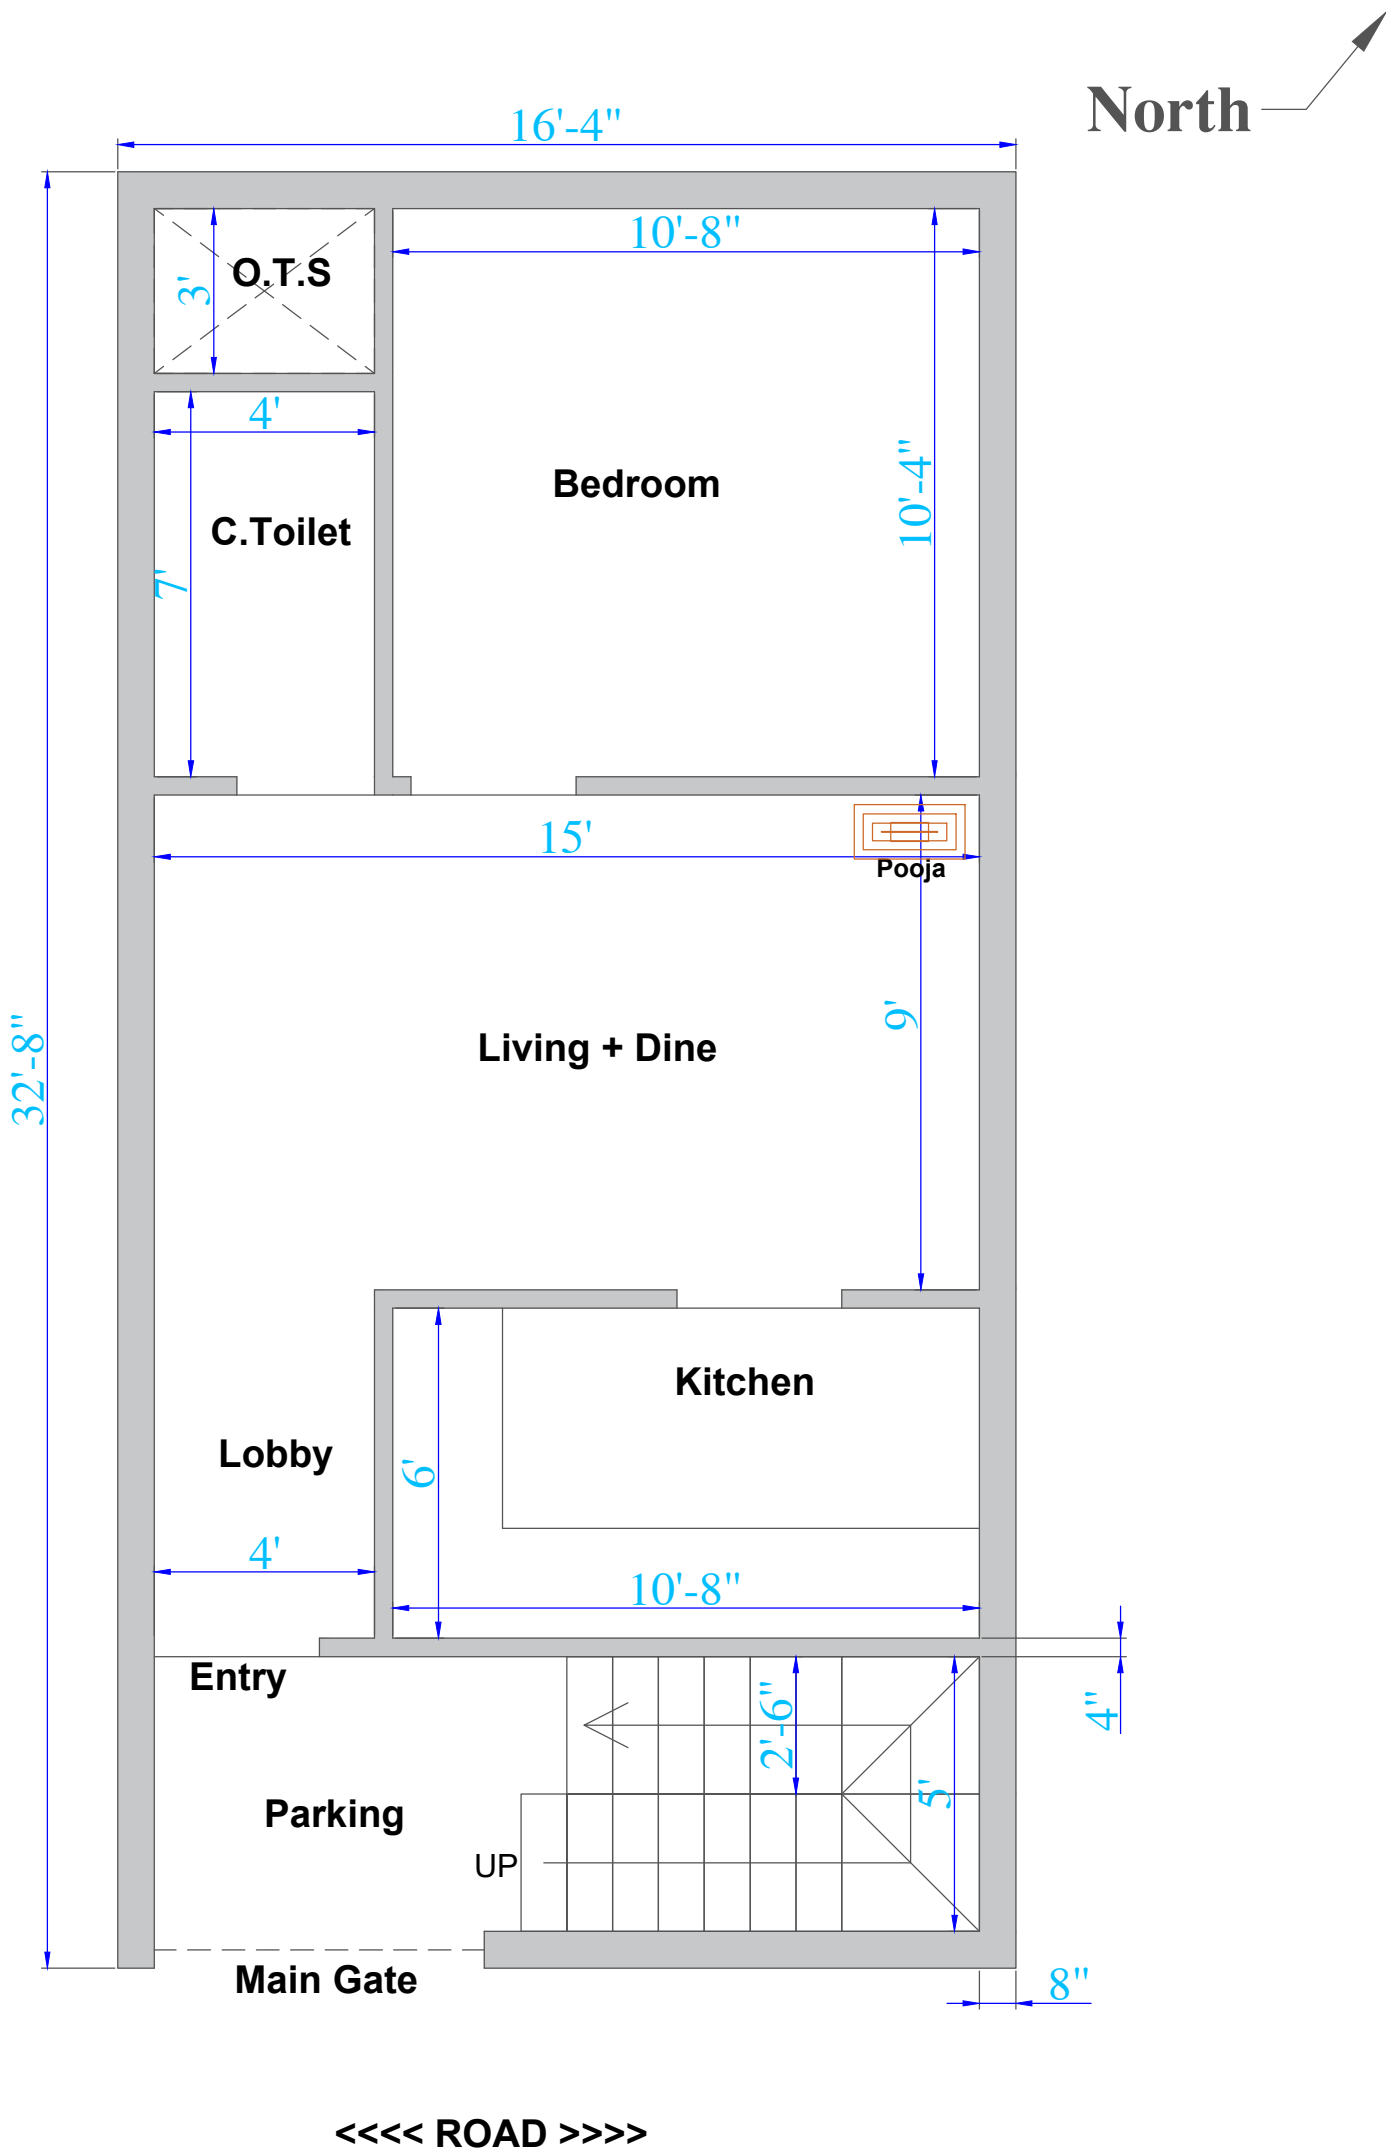 North
16'-4"
10'-8"
O.T.S
3'
4'
Bedroom
10'-4"
C.Toilet
7'
15'
Pooja
9'
Living + Dine
32'-8"
Kitchen
Lobby
6'
4'
10'-8"
Entry
4"
2'-6"
5'
Parking
UP
Main Gate
8"
<<<< ROAD >>>>